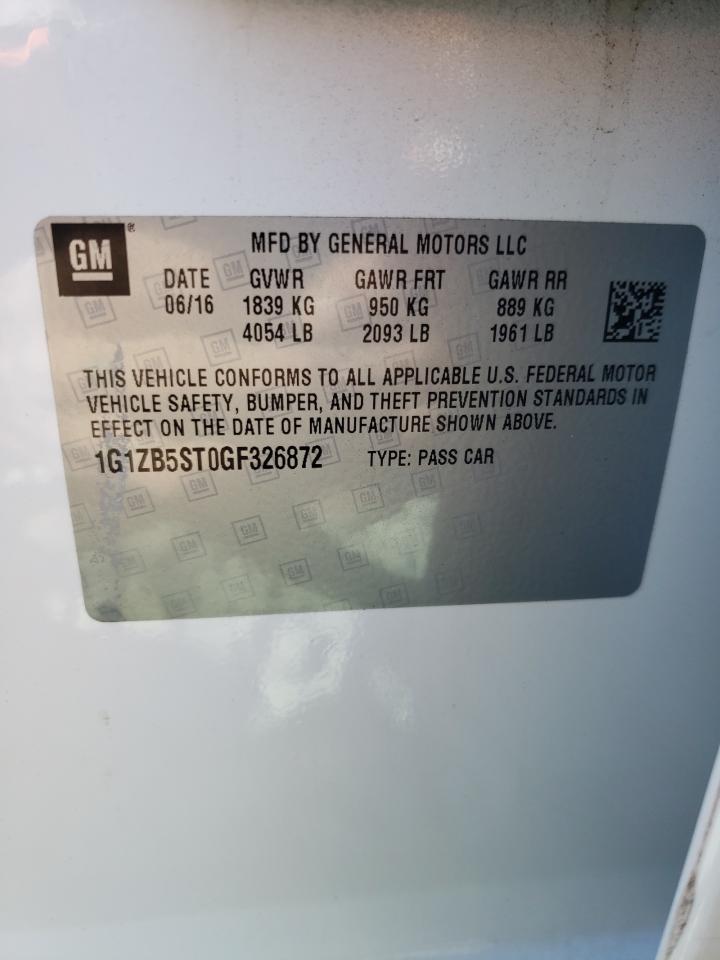 GM ® MFD BY GENERAL MOTORS LLC
DATE GVWR GAWR FRT GAWR RR
06/16 1839 KG 950 KG 889 KG
4054 LB 2093 LB 1961 LB
THIS VEHICLE CONFORMS TO ALL APPLICABLE U.S. FEDERAL MOTOR
VEHICLE SAFETY, BUMPER, AND THEFT PREVENTION STANDARDS IN
EFFECT ON THE DATE OF MANUFACTURE SHOWN ABOVE.
1G1ZB5ST0GF326872 TYPE: PASS CAR